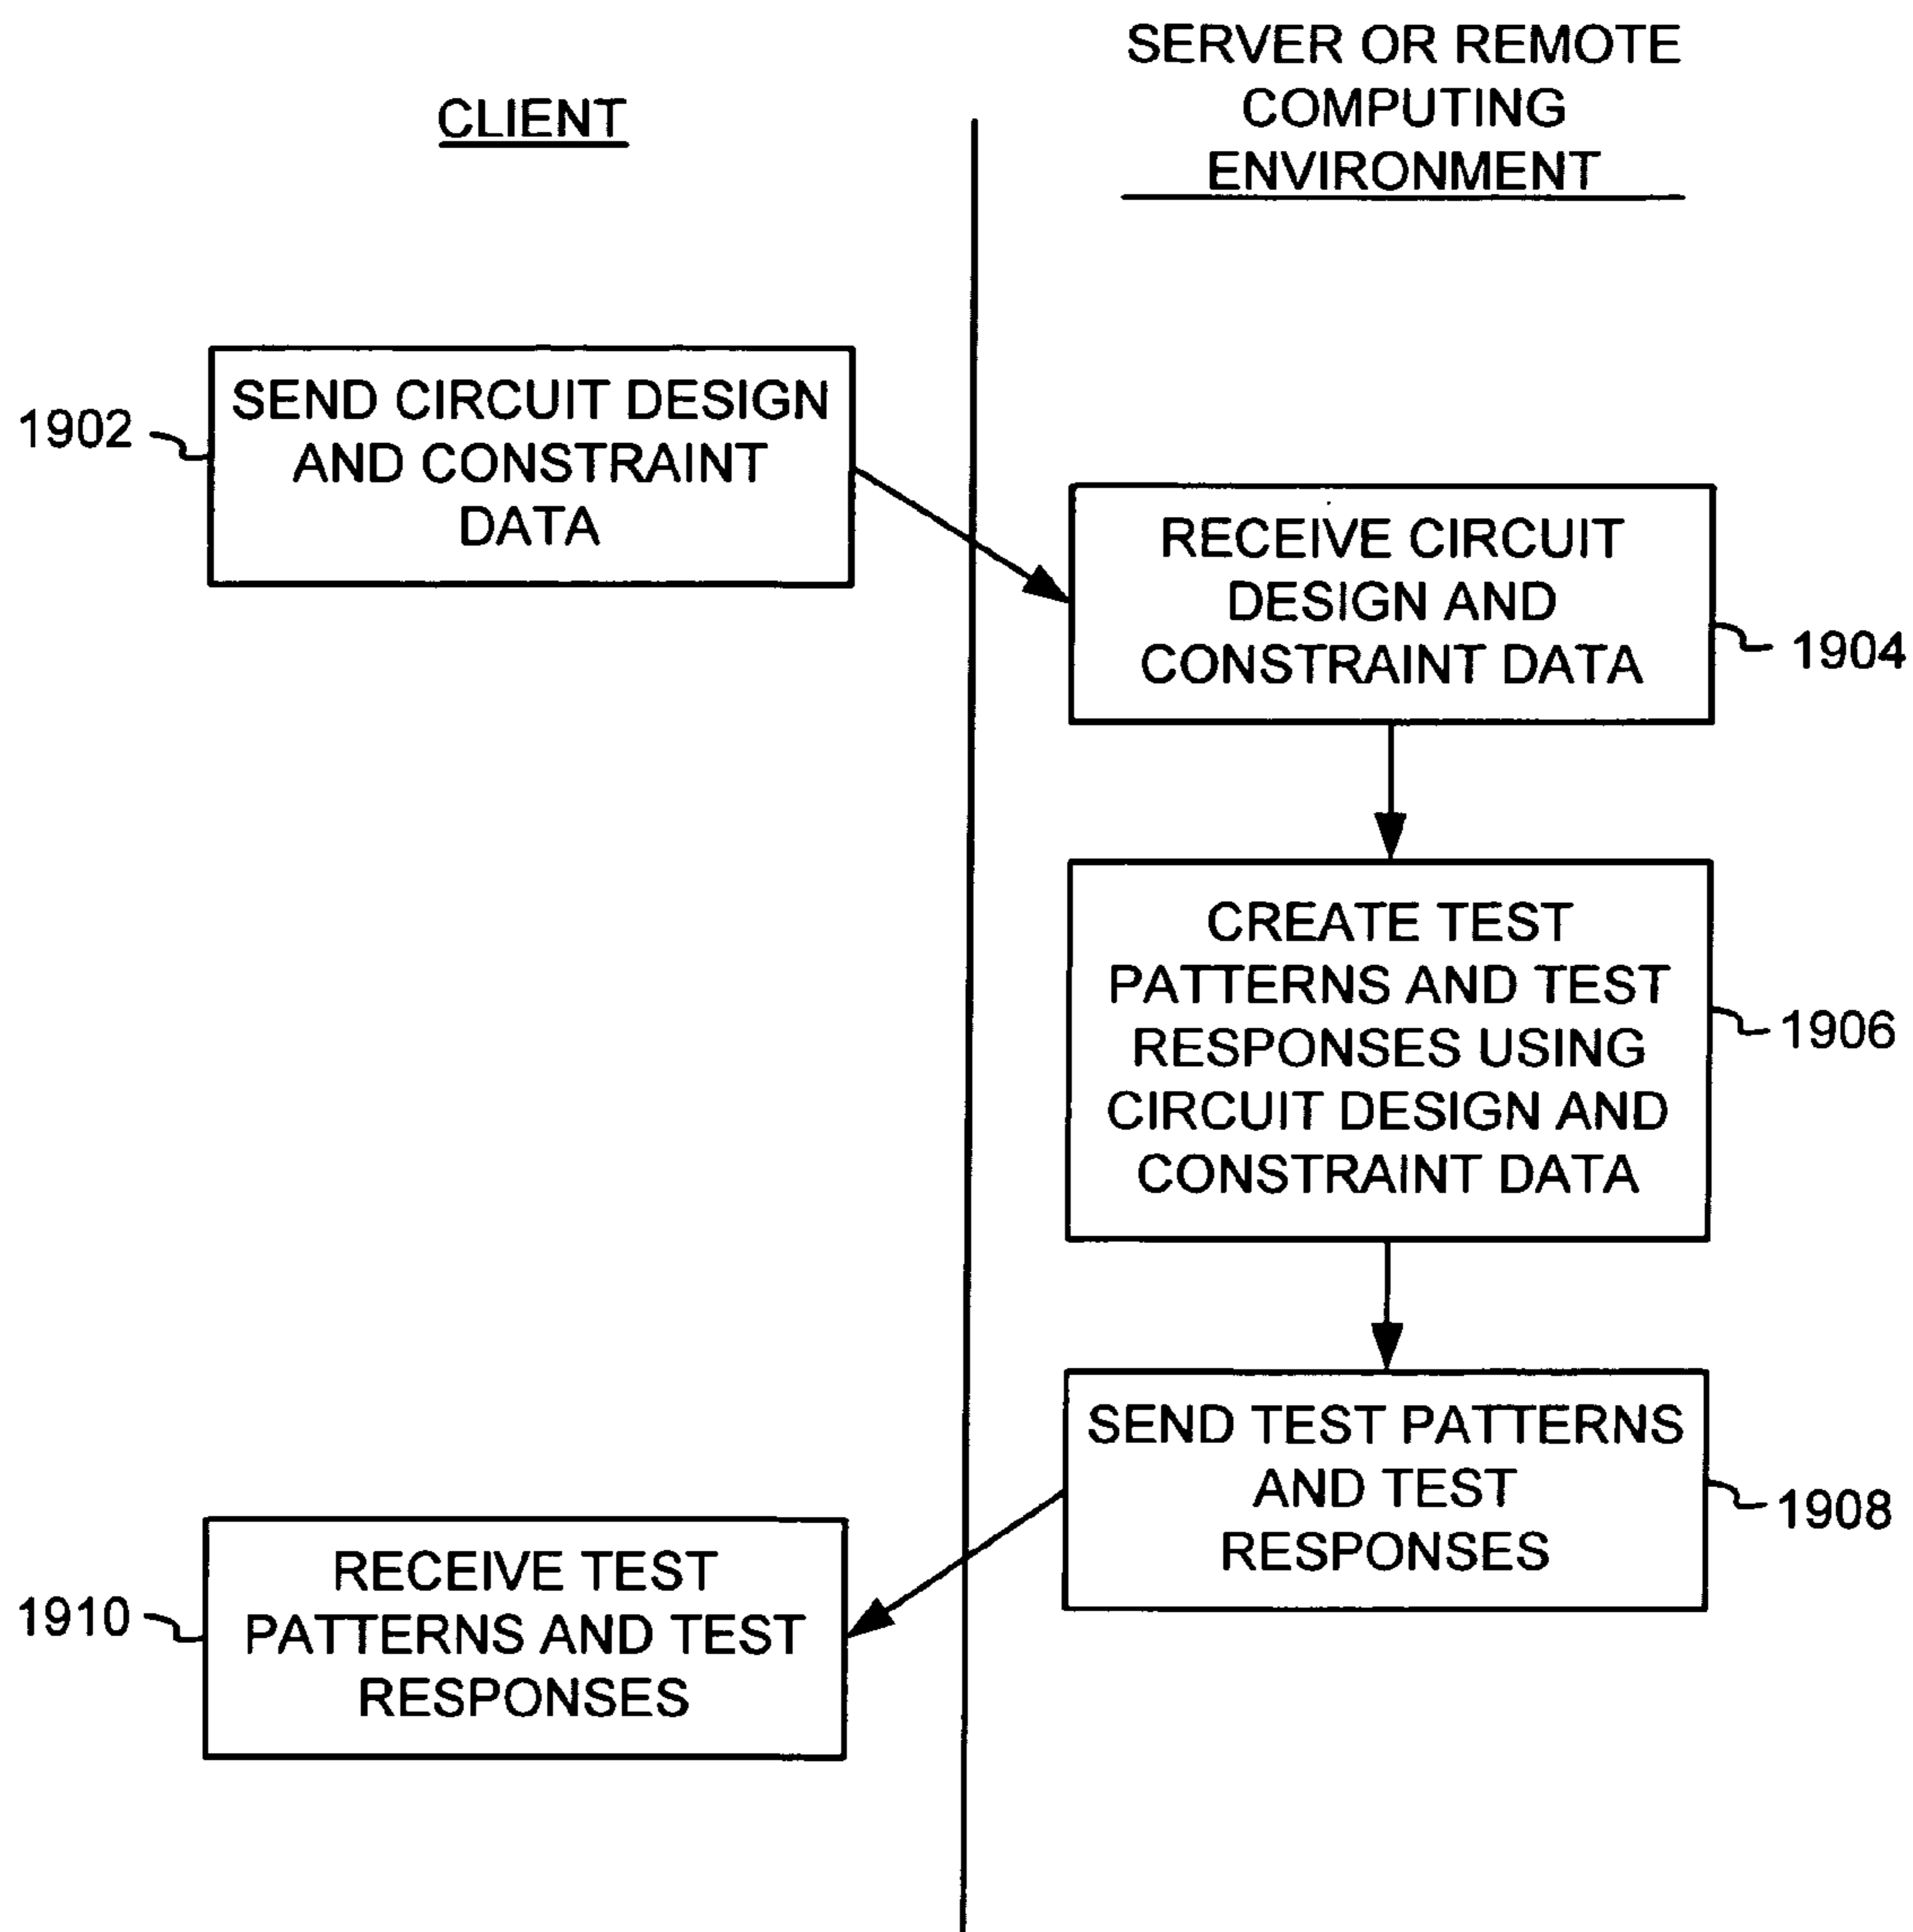 CLIENT
SERVER OR REMOTE
COMPUTING
ENVIRONMENT
1902
SEND CIRCUIT DESIGN
AND CONSTRAINT
DATA
RECEIVE CIRCUIT
DESIGN AND
CONSTRAINT DATA
1904
CREATE TEST
PATTERNS AND TEST
RESPONSES USING
CIRCUIT DESIGN AND
CONSTRAINT DATA
1906
SEND TEST PATTERNS
AND TEST
RESPONSES
1908
1910
RECEIVE TEST
PATTERNS AND TEST
RESPONSES